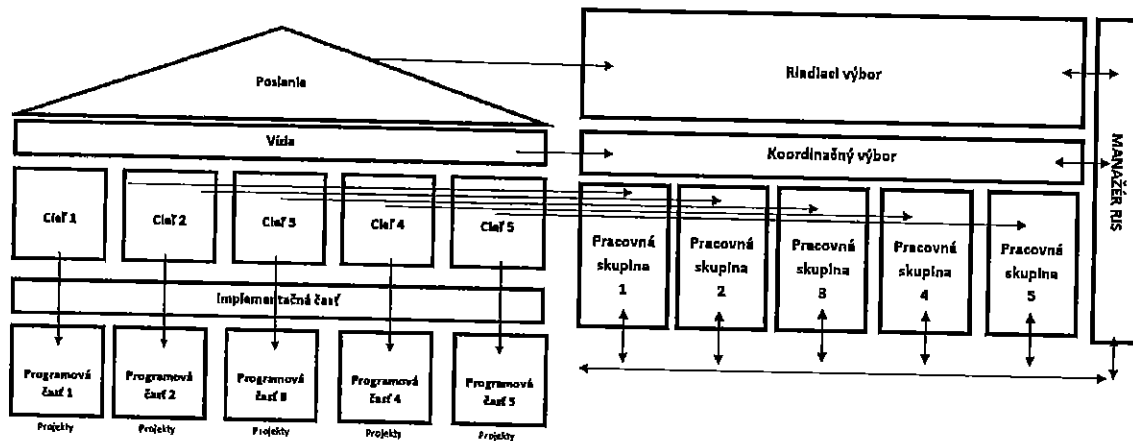 Poslanie
Vízia
Cieľ 1
Cieľ 2
Cieľ 3
Cieľ 4
Cieľ 5
Implementačná časť
Programová
časť 1
Programová
časť 2
Programová
časť 3
Programová
časť 4
Programová
časť 5
Projekty
Projekty
Projekty
Projekty
Projekty
Riadiaci výbor
Koordinačný výbor
Pracovná
skupina
1
Pracovná
skupina
2
Pracovná
skupina
3
Pracovná
skupina
4
Pracovná
skupina
5
MANAŽÉR RIS